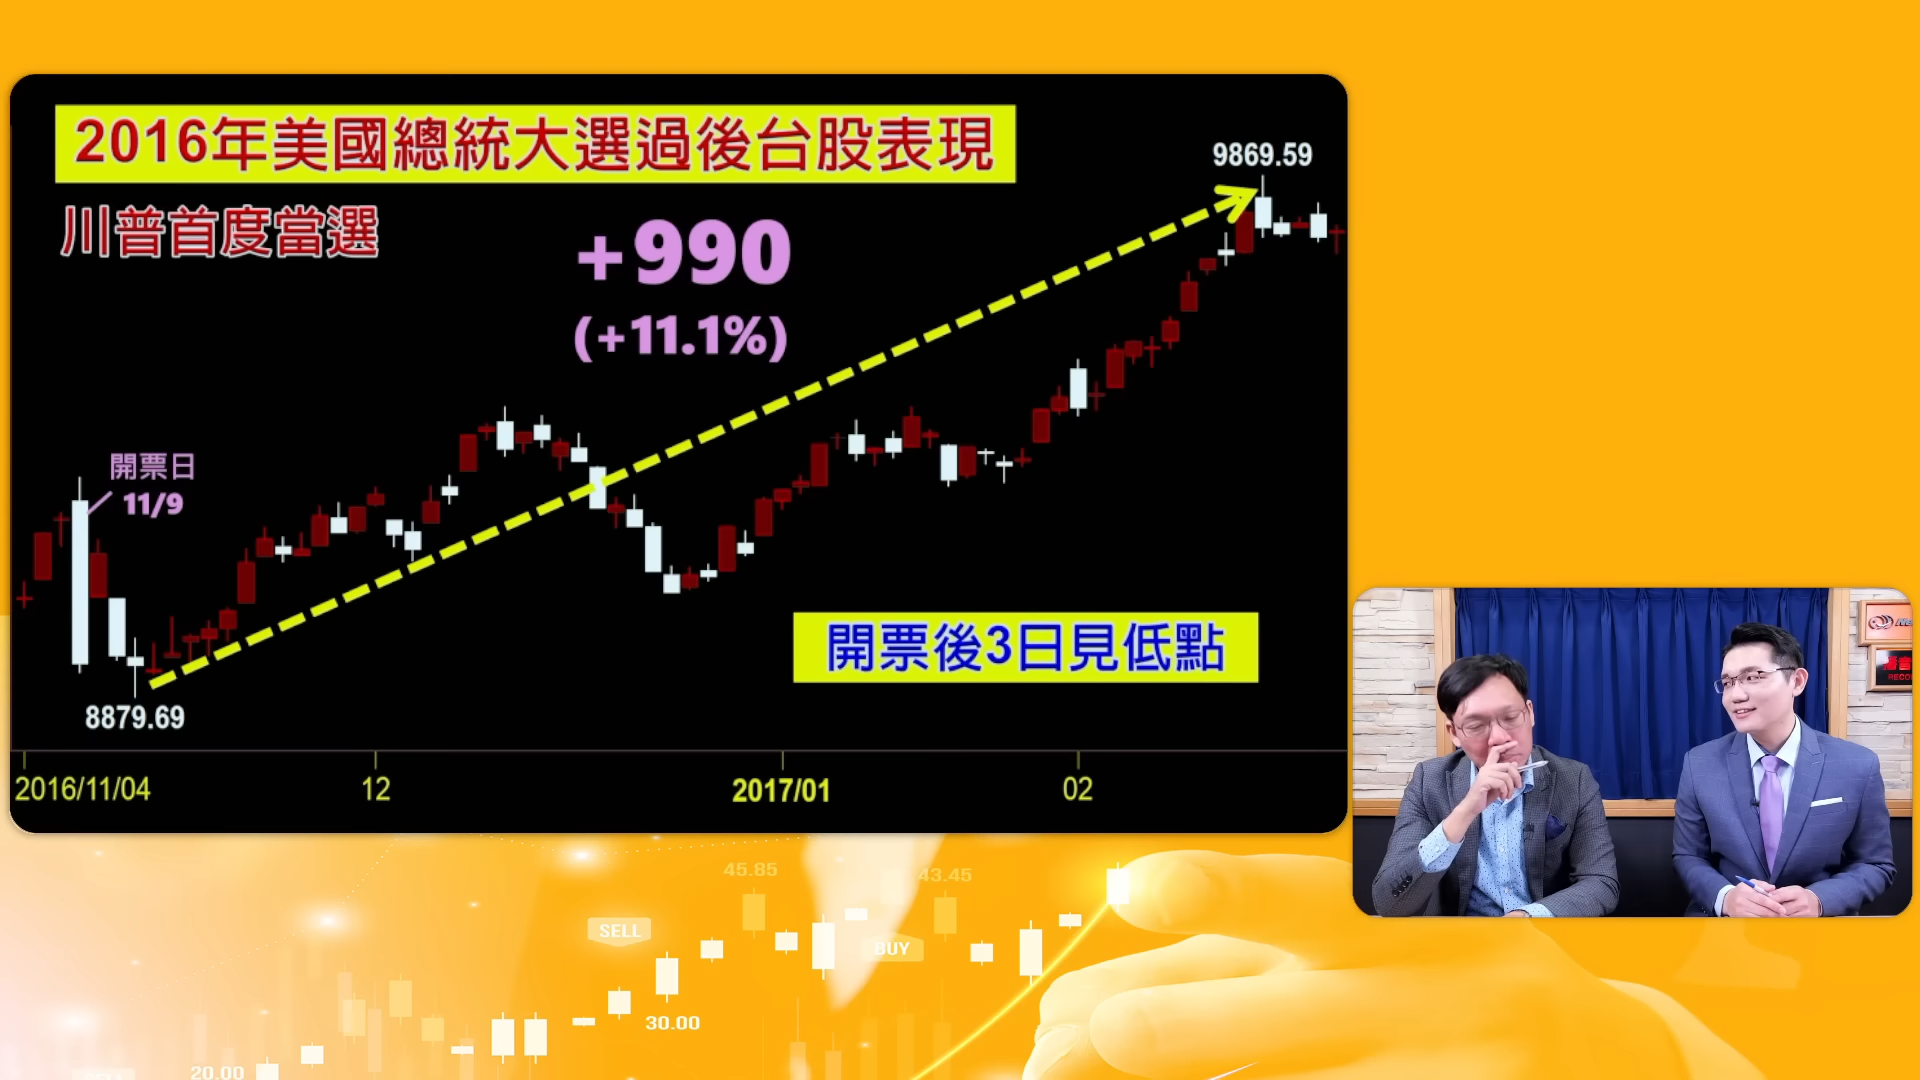 2016年美國總統大選過後台股表現
川普首度當選
+990
(+11.1%)
9869.59
開票日
11/9
開票後3日見低點
8879.69
2016/11/04
12
2017/01
02
45.85
43.45
SELL
BUY
30.00
20.00